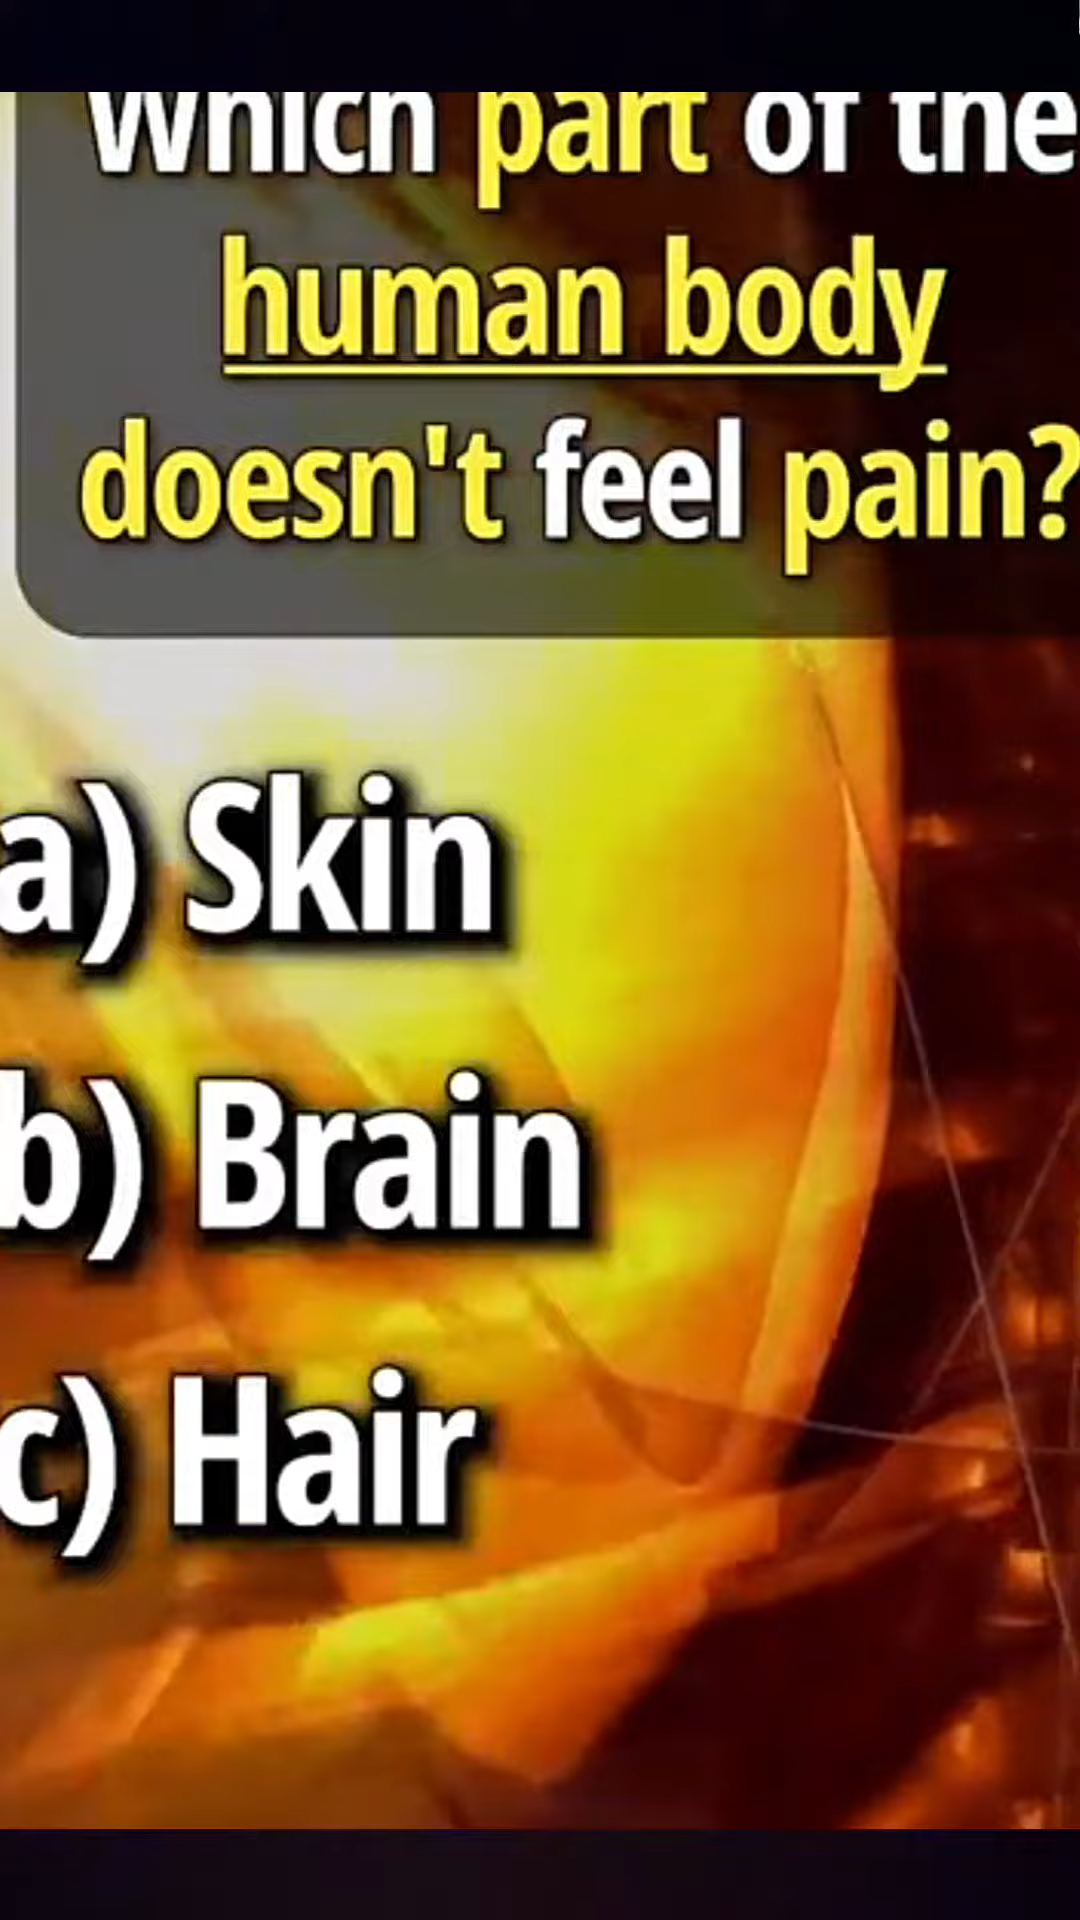 Which part of the
human body
doesn't feel pain?
a) Skin
b) Brain
c) Hair